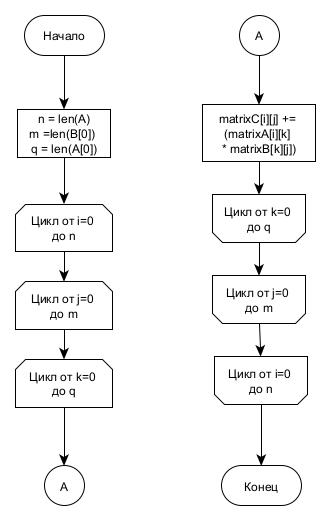 Начало
n = len(A)
m =len(B[0])
q = len(A[0])
Цикл от i=0
до n
Цикл от j=0
до m
Цикл от k=0
до q
А
А
matrixC[i][j] +=
(matrixA[i][k]
* matrixB[k][j])
Цикл от k=0
до q
Цикл от j=0
до m
Цикл от i=0
до n
Конец